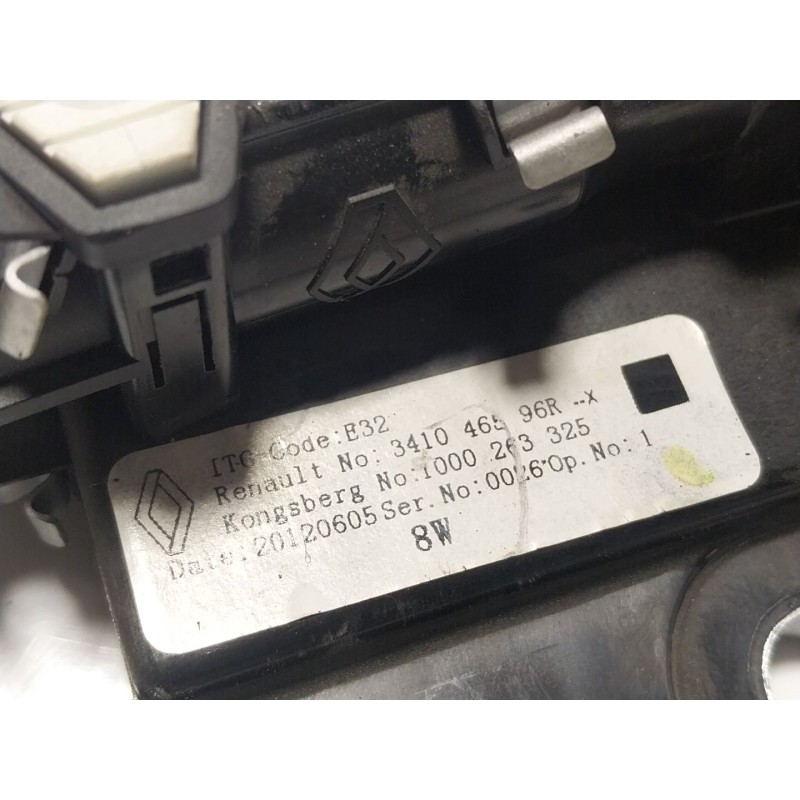 ITG-Code:E32
Renault No: 3410 465 96R --X
Kongsberg No:1000 263 325
Date:20120605 Ser.No:0026 Op.No:1
8W